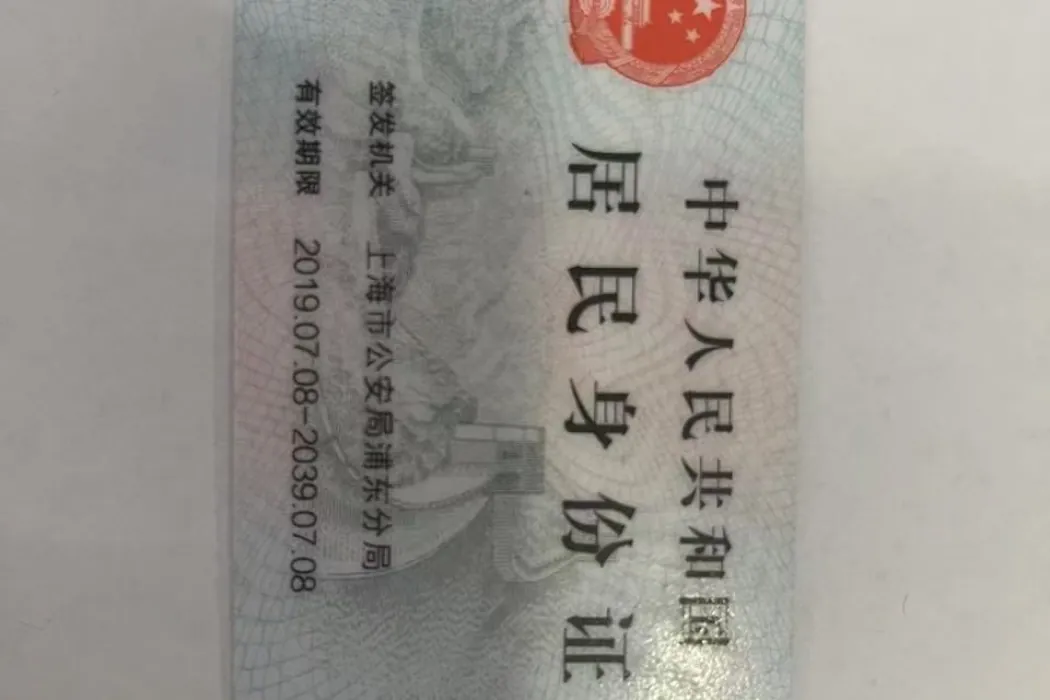 中华人民共和国
居民身份证
签发机关 上海市公安局浦东分局
有效期限 2019.07.08-2039.07.08